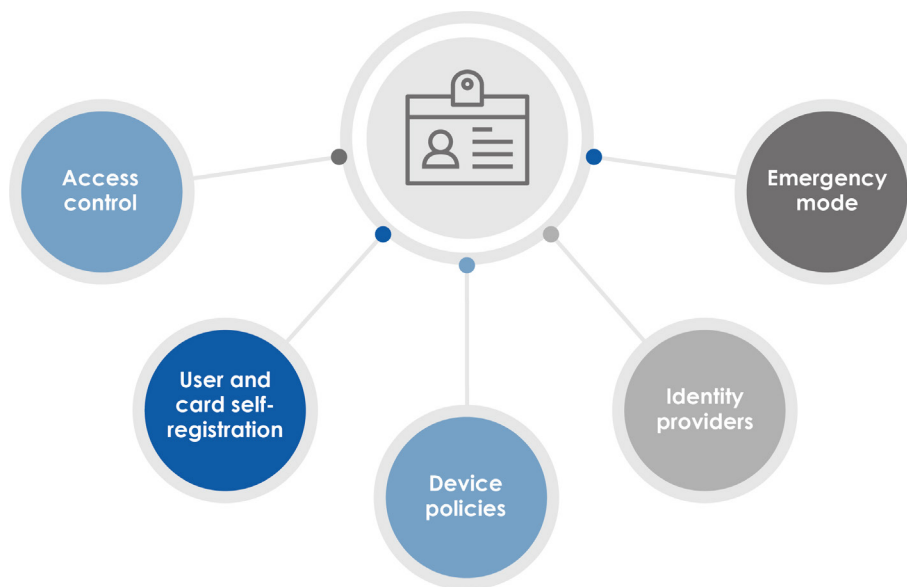 Access
control
User and
card self-
registration
Device
policies
Identity
providers
Emergency
mode